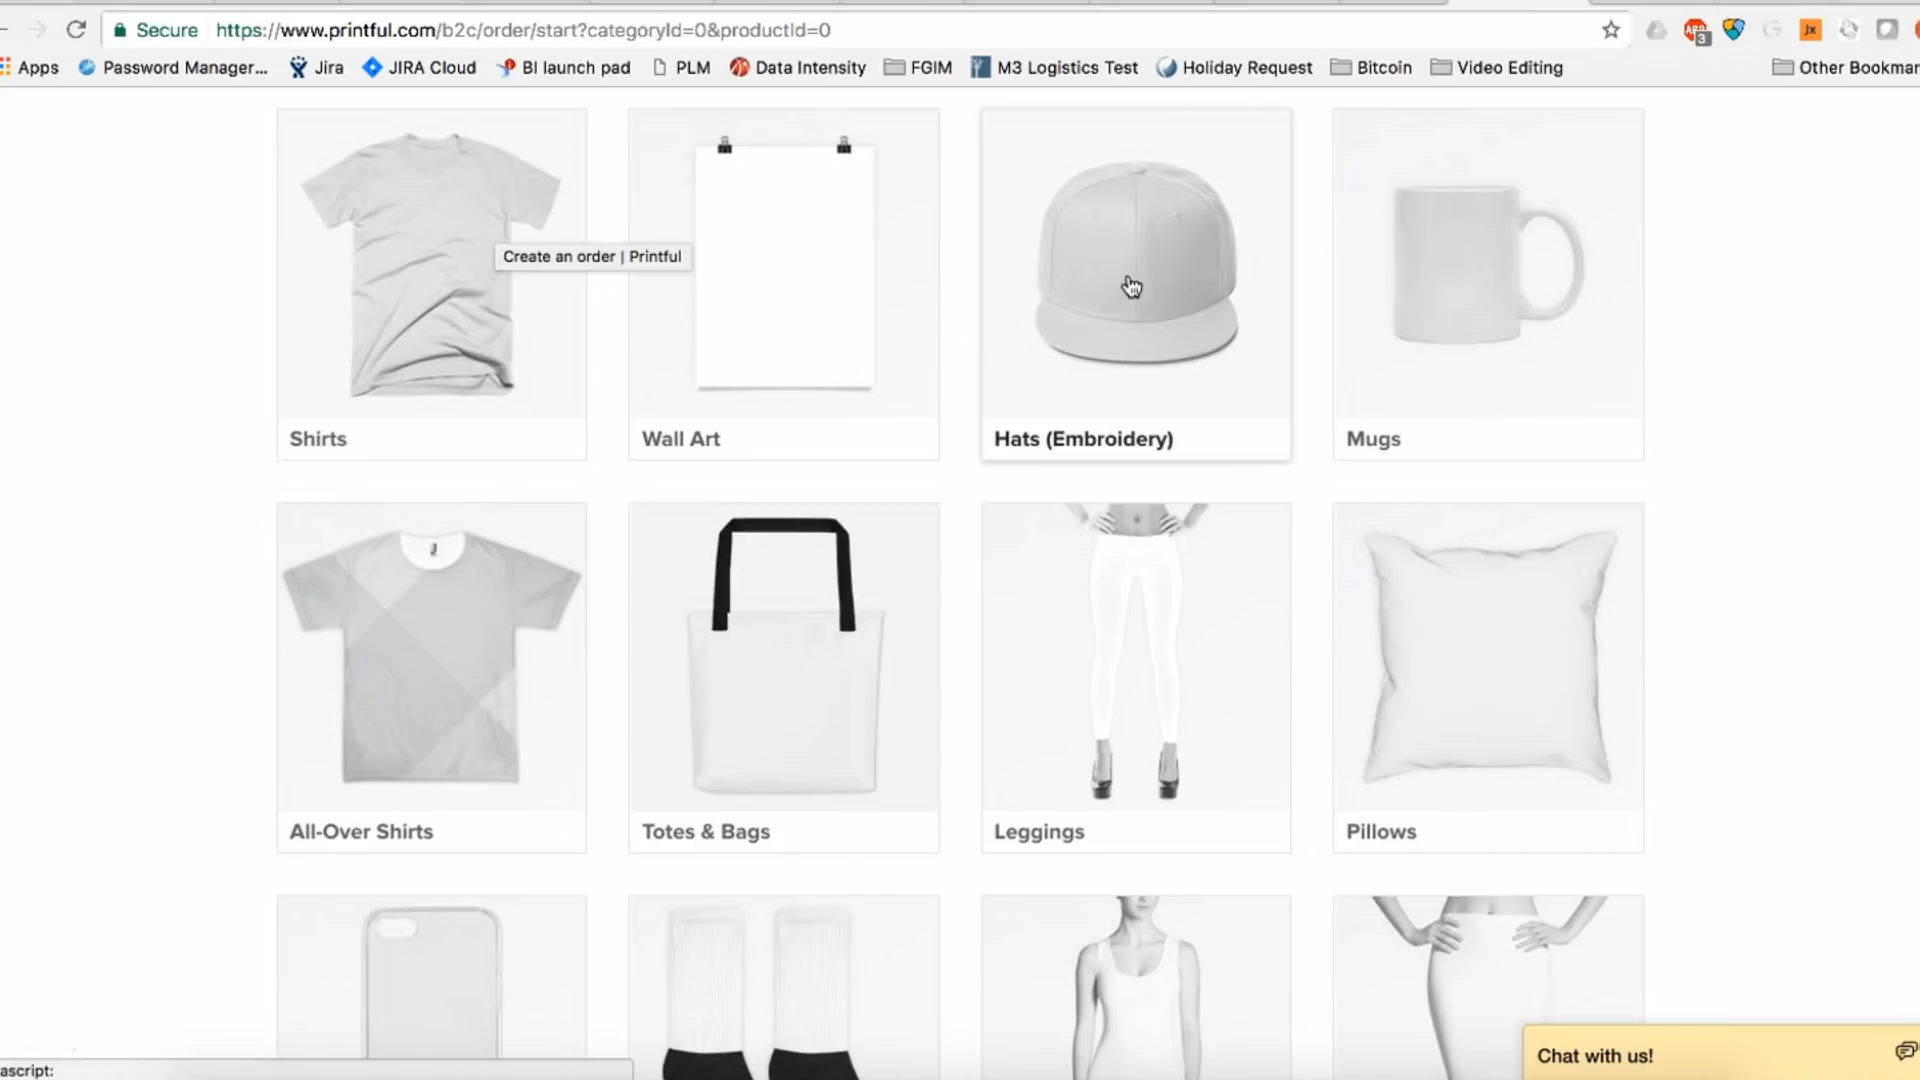 Secure https://www.printful.com/b2c/order/start?categoryId=0&productId=0
Apps Password Manager... Jira JIRA Cloud BI launch pad PLM Data Intensity FGIM M3 Logistics Test Holiday Request Bitcoin Video Editing Other Bookmar
Create an order | Printful
Shirts Wall Art Hats (Embroidery) Mugs
All-Over Shirts Totes & Bags Leggings Pillows
Chat with us!
ascript: